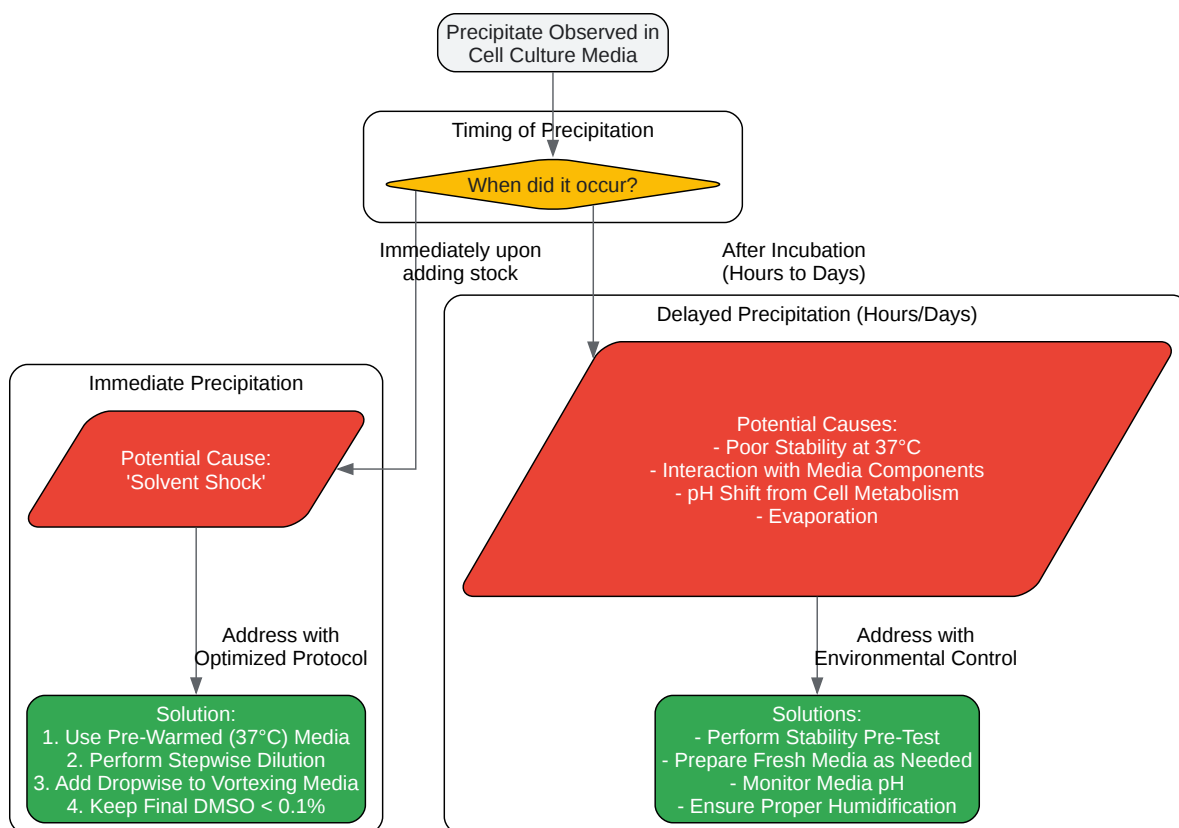 Precipitate Observed in
Cell Culture Media
Timing of Precipitation
When did it occur?
Immediately upon
adding stock
After Incubation
(Hours to Days)
Immediate Precipitation
Potential Cause:
'Solvent Shock'
Address with
Optimized Protocol
Solution:
1. Use Pre-Warmed (37°C) Media
2. Perform Stepwise Dilution
3. Add Dropwise to Vortexing Media
4. Keep Final DMSO < 0.1%
Delayed Precipitation (Hours/Days)
Potential Causes:
- Poor Stability at 37°C
- Interaction with Media Components
- pH Shift from Cell Metabolism
- Evaporation
Address with
Environmental Control
Solutions:
- Perform Stability Pre-Test
- Prepare Fresh Media as Needed
- Monitor Media pH
- Ensure Proper Humidification